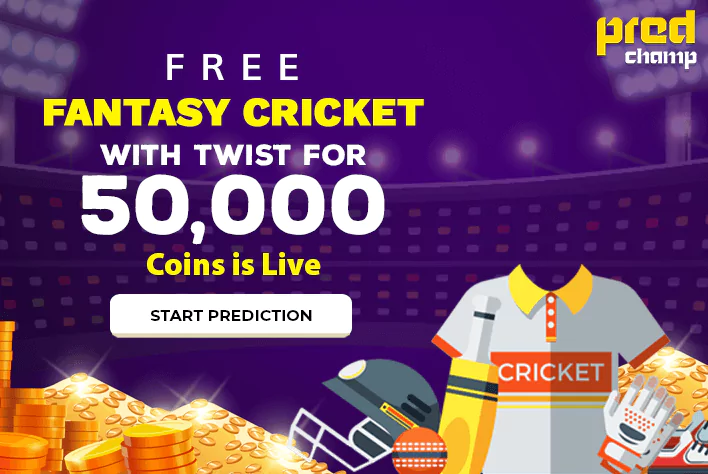 pred
champ
FREE
FANTASY CRICKET
WITH TWIST FOR
50,000
Coins is Live
START PREDICTION
CRICKET